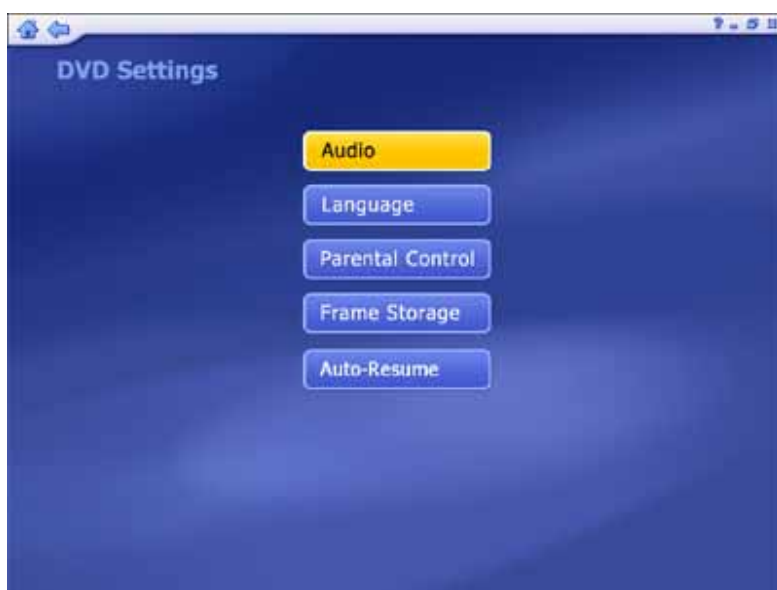 DVD Settings
Audio
Language
Parental Control
Frame Storage
Auto-Resume